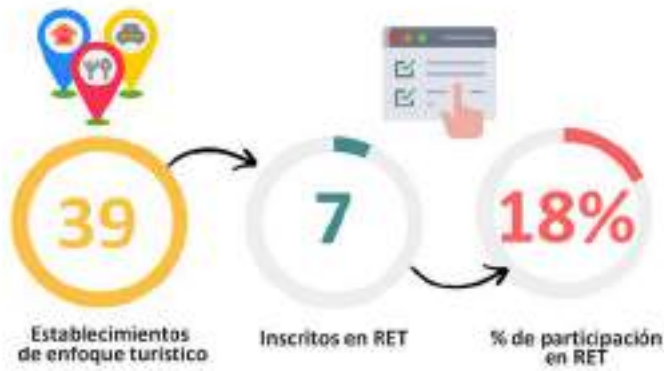 39
7
18%
Establecimientos
de enfoque turístico
Inscritos en RET
% de participación
en RET